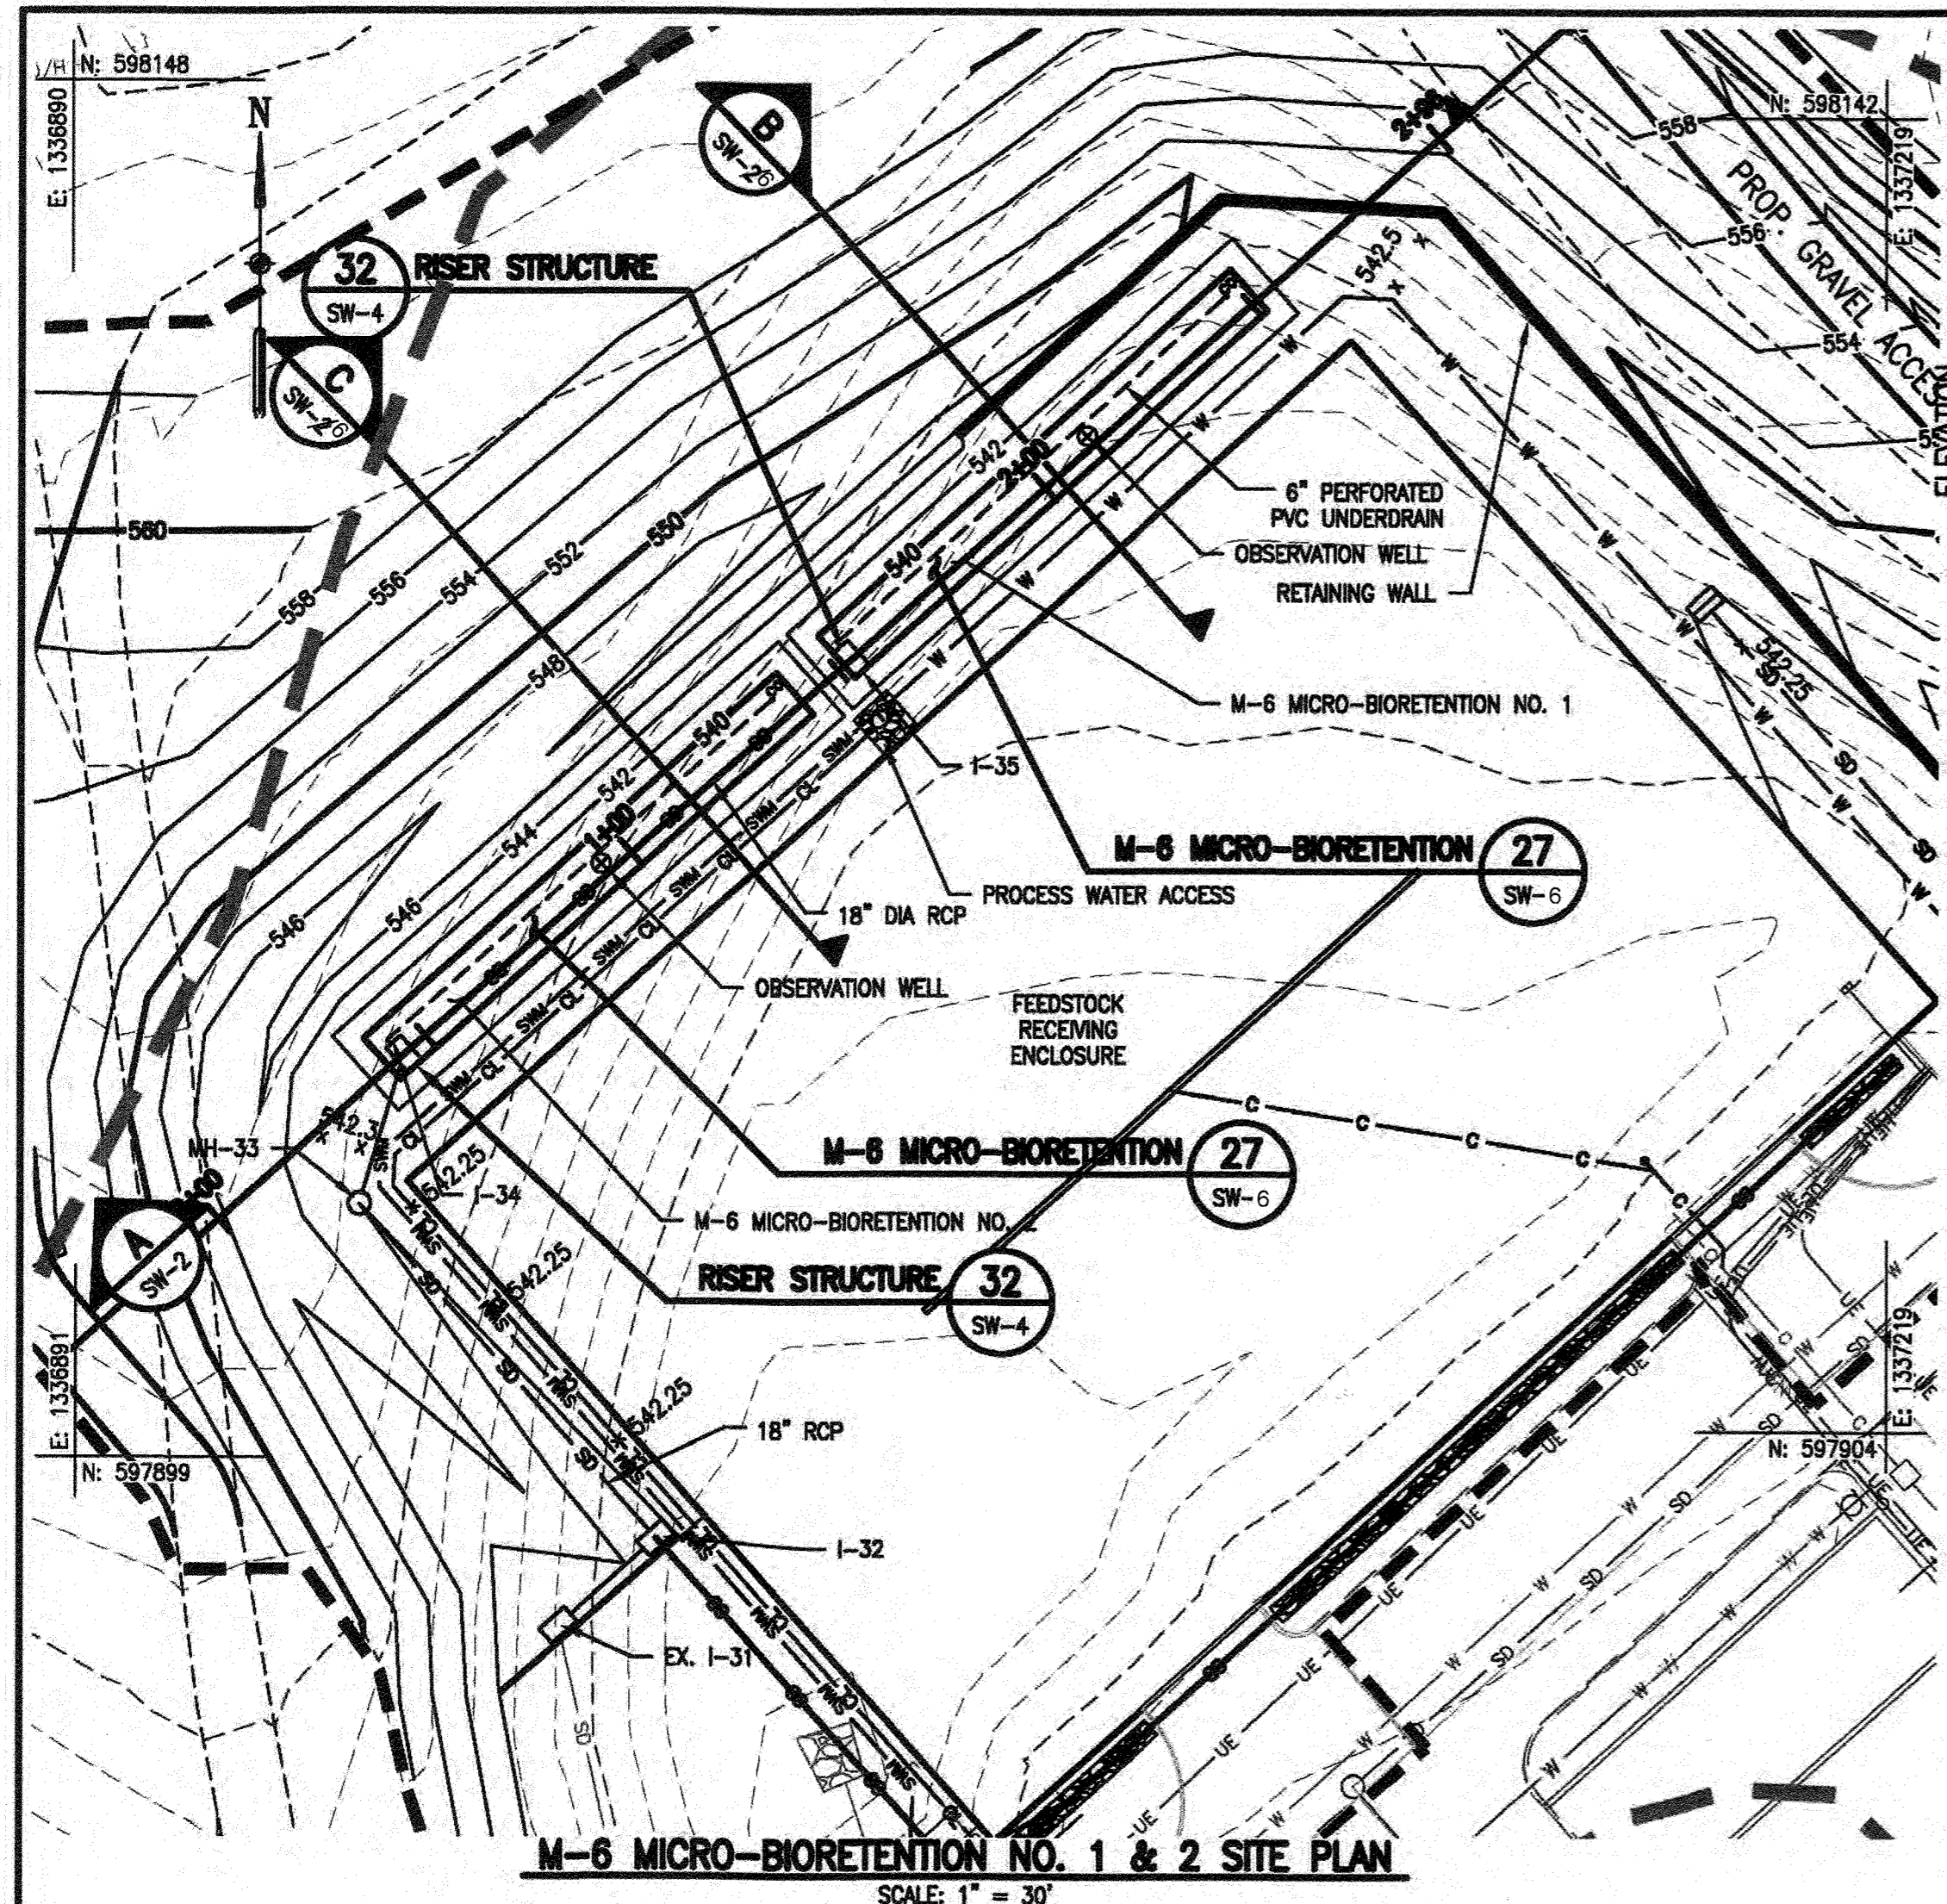 N: 598148
E: 1336890
N
B
SW-26
2+96
558
N: 598142
E: 1337219
PROP. GRAVEL ACCESS
556
554
ELEVATION
32
SW-4
RISER STRUCTURE
542.5
C
SW-26
560
558
556
554
552
550
548
542
2+00
540
6" PERFORATED
PVC UNDERDRAIN
OBSERVATION WELL
RETAINING WALL
542.25
M-6 MICRO-BIORETENTION NO. 1
I-35
540
542
1+00
544
546
546
M-6 MICRO-BIORETENTION
27
SW-6
PROCESS WATER ACCESS
18" DIA RCP
OBSERVATION WELL
FEEDSTOCK
RECEIVING
ENCLOSURE
MH-33
542.25
I-34
M-6 MICRO-BIORETENTION
27
SW-6
M-6 MICRO-BIORETENTION NO.
A
SW-2
RISER STRUCTURE
32
SW-4
542.25
542.25
18" RCP
E: 1336891
N: 597899
E: 1337219
N: 597904
I-32
EX. I-31
M-6 MICRO-BIORETENTION NO. 1 & 2 SITE PLAN
SCALE: 1" = 30'